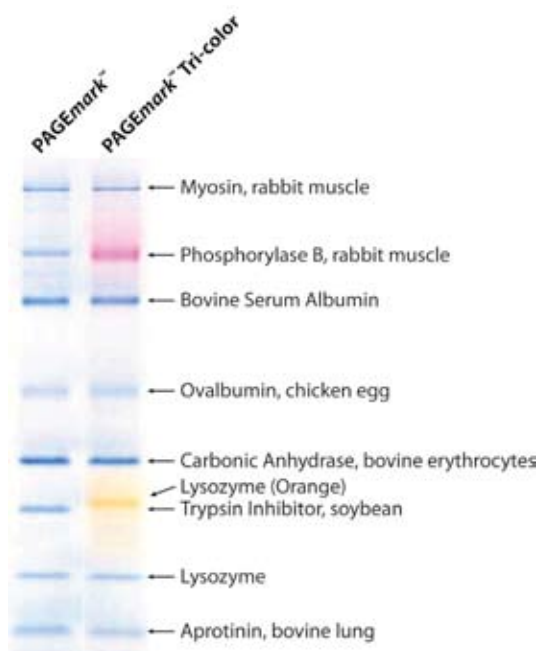 PAGEmark™
PAGEmark™ Tri-color
Myosin, rabbit muscle
Phosphorylase B, rabbit muscle
Bovine Serum Albumin
Ovalbumin, chicken egg
Carbonic Anhydrase, bovine erythrocytes
Lysozyme (Orange)
Trypsin Inhibitor, soybean
Lysozyme
Aprotinin, bovine lung